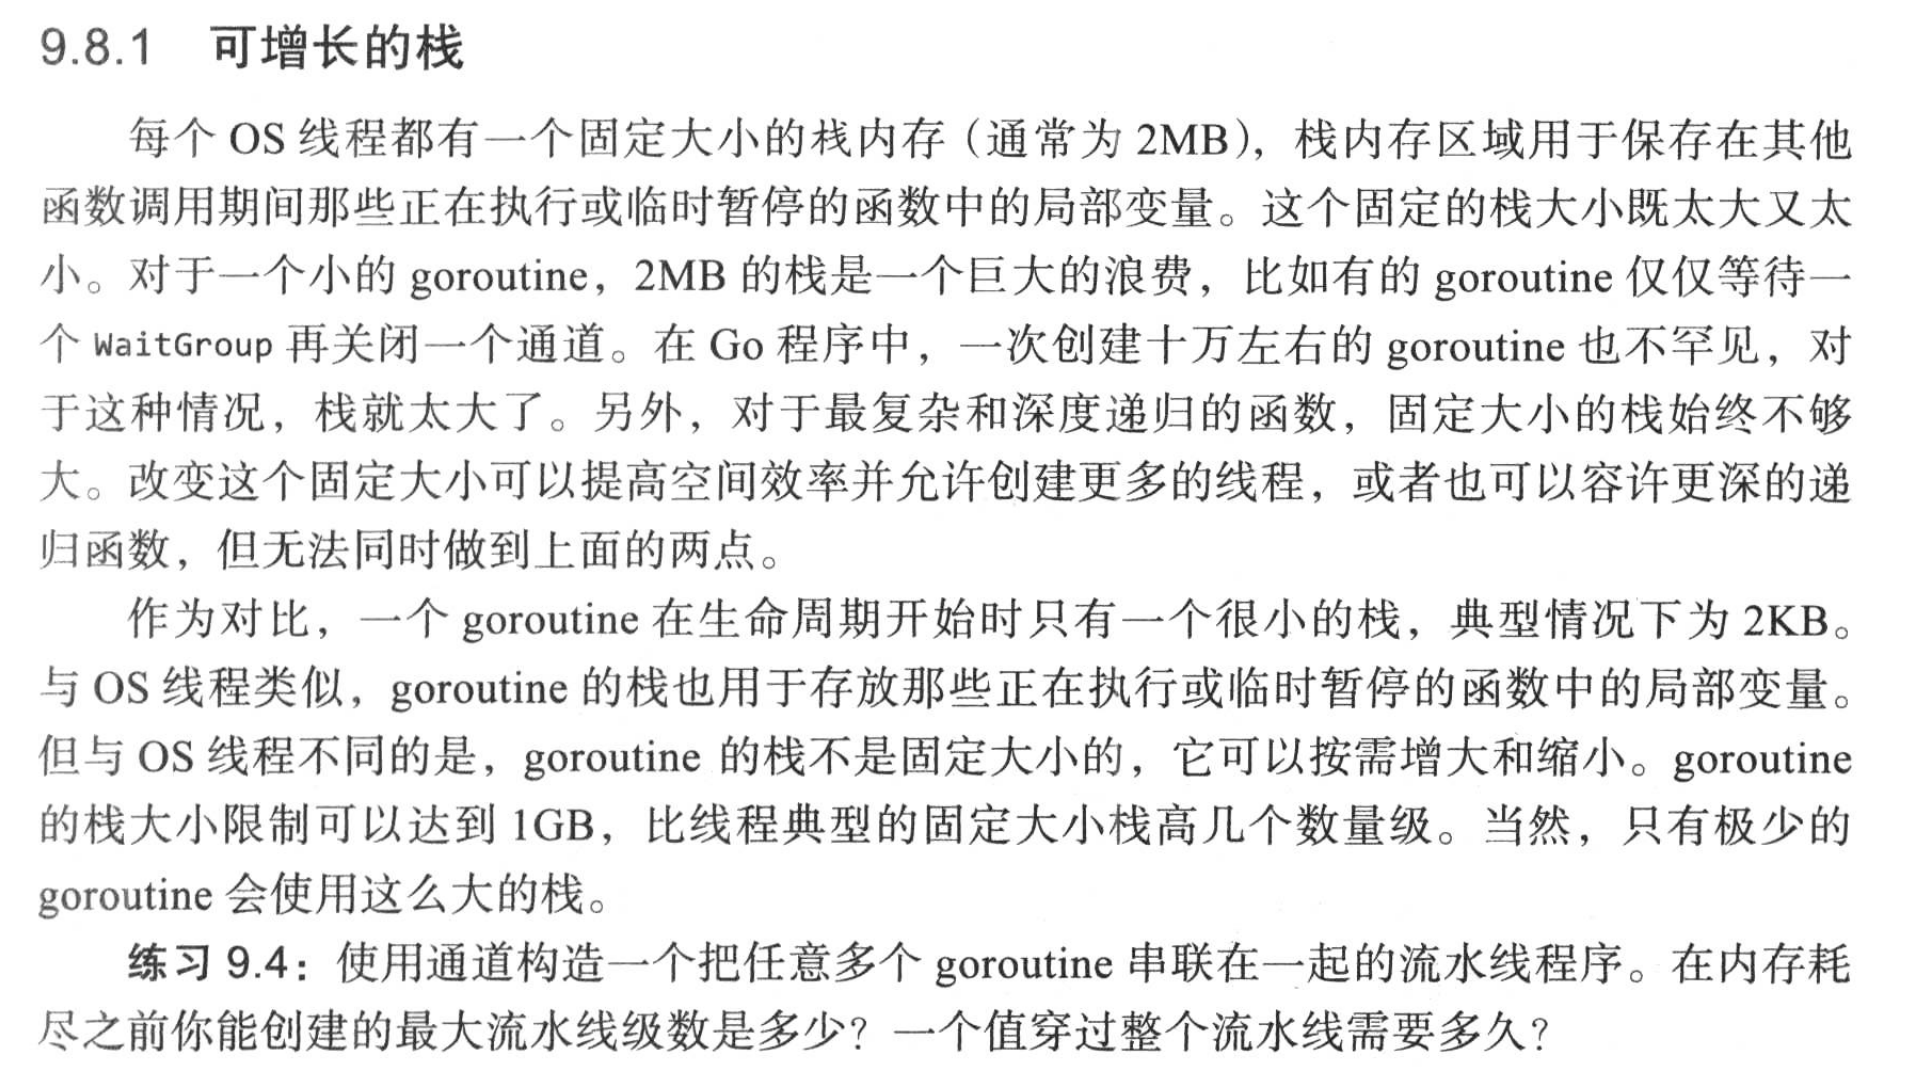 9.8.1 可增长的栈
每个 OS 线程都有一个固定大小的栈内存（通常为 2MB），栈内存区域用于保存在其他
函数调用期间那些正在执行或临时暂停的函数中的局部变量。这个固定的栈大小既太大又太
小。对于一个小的 goroutine，2MB 的栈是一个巨大的浪费，比如有的 goroutine 仅仅等待一
个 WaitGroup 再关闭一个通道。在 Go 程序中，一次创建十万左右的 goroutine 也不罕见，对
于这种情况，栈就太大了。另外，对于最复杂和深度递归的函数，固定大小的栈始终不够
大。改变这个固定大小可以提高空间效率并允许创建更多的线程，或者也可以容许更深的递
归函数，但无法同时做到上面的两点。
作为对比，一个 goroutine 在生命周期开始时只有一个很小的栈，典型情况下为 2KB。
与 OS 线程类似，goroutine 的栈也用于存放那些正在执行或临时暂停的函数中的局部变量。
但与 OS 线程不同的是，goroutine 的栈不是固定大小的，它可以按需增大和缩小。goroutine
的栈大小限制可以达到 1GB，比线程典型的固定大小栈高几个数量级。当然，只有极少的
goroutine 会使用这么大的栈。
练习 9.4：使用通道构造一个把任意多个 goroutine 串联在一起的流水线程序。在内存耗
尽之前你能创建的最大流水线级数是多少？一个值穿过整个流水线需要多久？